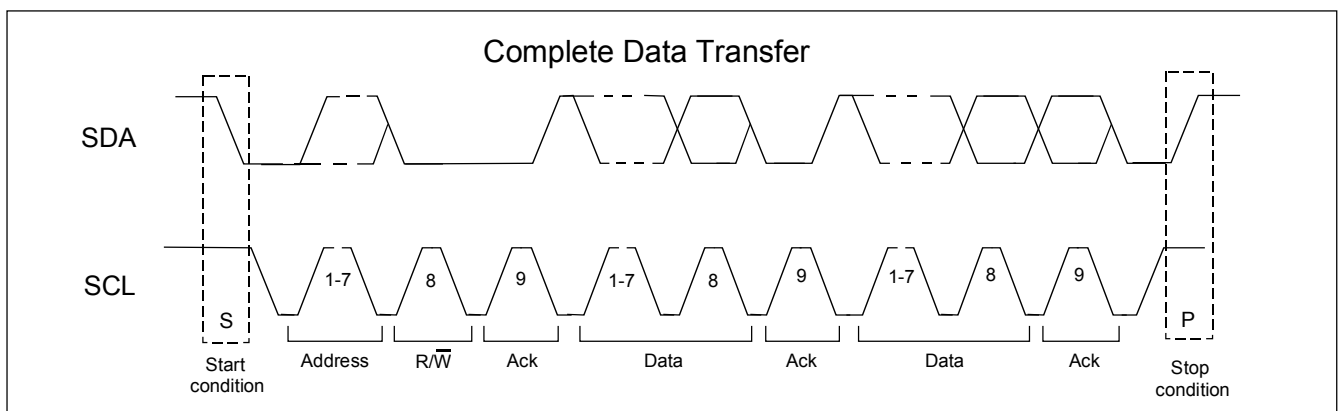 Complete Data Transfer
SDA
SCL
1-7 8 9 1-7 8 9 1-7 8 9
S P
Address R/W̅ Ack Data Ack Data Ack
Start condition
Stop condition